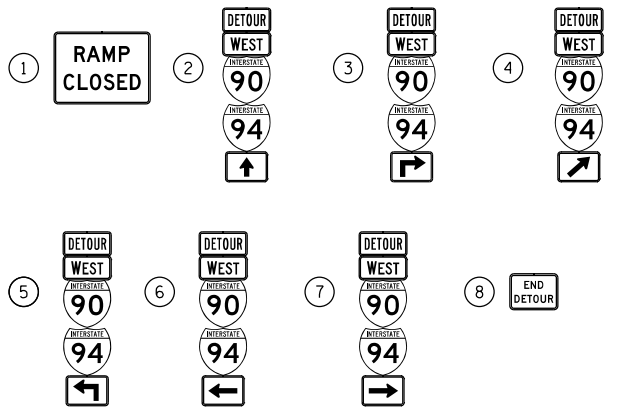 1
RAMP
CLOSED
2
DETOUR
WEST
INTERSTATE
90
INTERSTATE
94
3
DETOUR
WEST
INTERSTATE
90
INTERSTATE
94
4
DETOUR
WEST
INTERSTATE
90
INTERSTATE
94
5
DETOUR
WEST
INTERSTATE
90
INTERSTATE
94
6
DETOUR
WEST
INTERSTATE
90
INTERSTATE
94
7
DETOUR
WEST
INTERSTATE
90
INTERSTATE
94
8
END
DETOUR